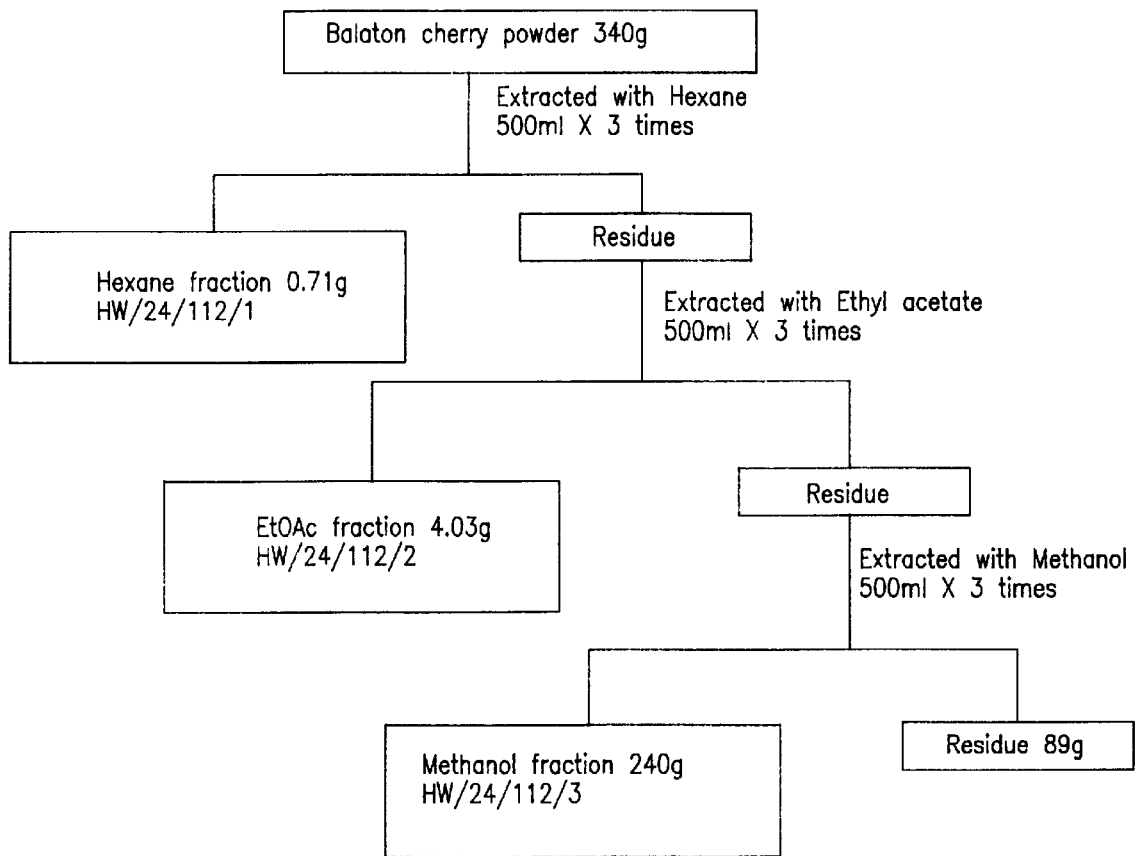 Balaton cherry powder 340g
Extracted with Hexane
500ml X 3 times
Hexane fraction 0.71g
HW/24/112/1
Residue
Extracted with Ethyl acetate
500ml X 3 times
EtOAc fraction 4.03g
HW/24/112/2
Residue
Extracted with Methanol
500ml X 3 times
Methanol fraction 240g
HW/24/112/3
Residue 89g